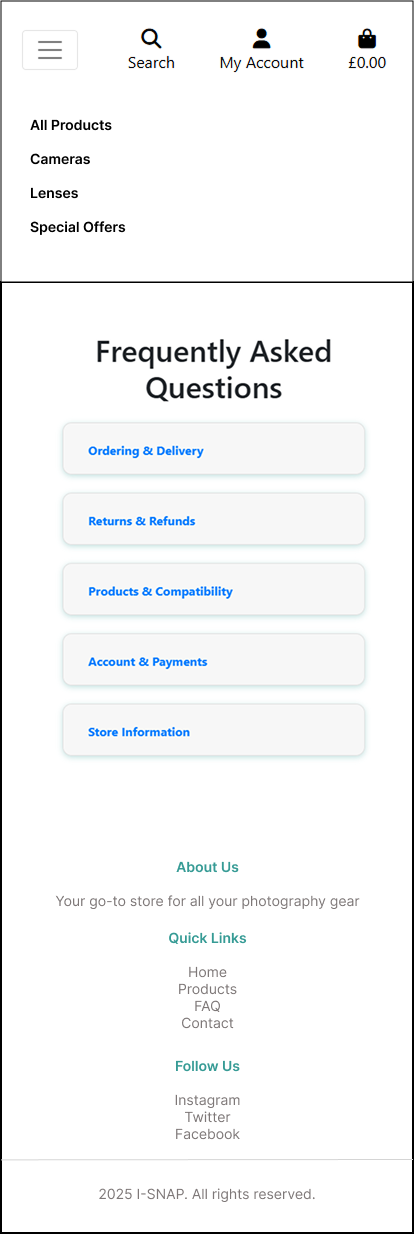 Search
My Account
£0.00
All Products
Cameras
Lenses
Special Offers
Frequently Asked
Questions
Ordering & Delivery
Returns & Refunds
Products & Compatibility
Account & Payments
Store Information
About Us
Your go-to store for all your photography gear
Quick Links
Home
Products
FAQ
Contact
Follow Us
Instagram
Twitter
Facebook
2025 I-SNAP. All rights reserved.